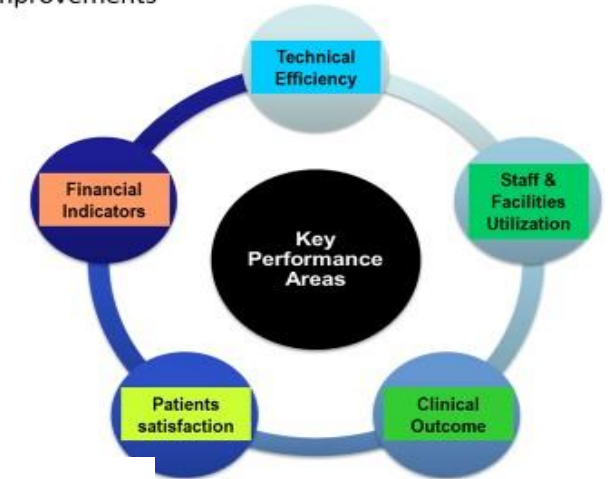 Technical
Efficiency
Financial
Indicators
Staff &
Facilities
Utilization
Key
Performance
Areas
Patients
satisfaction
Clinical
Outcome